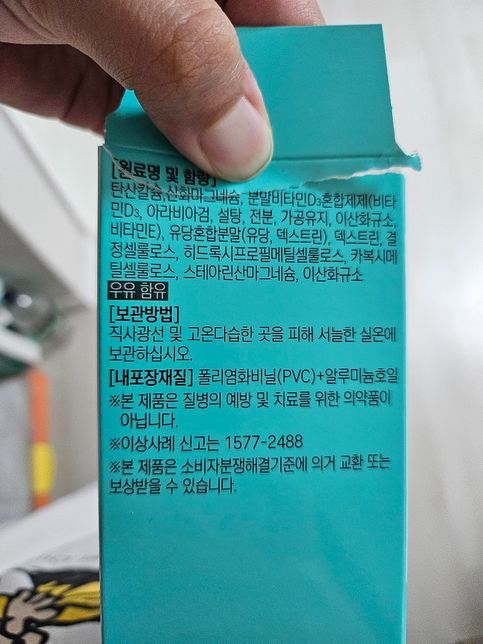 [원료명 및 함량]
탄산칼슘,산화마그네슘, 분말비타민D₃혼합제제(비타
민D₃, 아라비아검, 설탕, 전분, 가공유지, 이산화규소,
비타민E), 유당혼합분말(유당, 덱스트린), 덱스트린, 결
정셀룰로스, 히드록시프로필메틸셀룰로스, 카복시메
틸셀룰로스, 스테아린산마그네슘, 이산화규소
우유 함유
[보관방법]
직사광선 및 고온다습한 곳을 피해 서늘한 실온에
보관하십시오.
[내포장재질] 폴리염화비닐(PVC)+알루미늄호일
※본 제품은 질병의 예방 및 치료를 위한 의약품이
아닙니다.
※이상사례 신고는 1577-2488
※본 제품은 소비자분쟁해결기준에 의거 교환 또는
보상받을 수 있습니다.